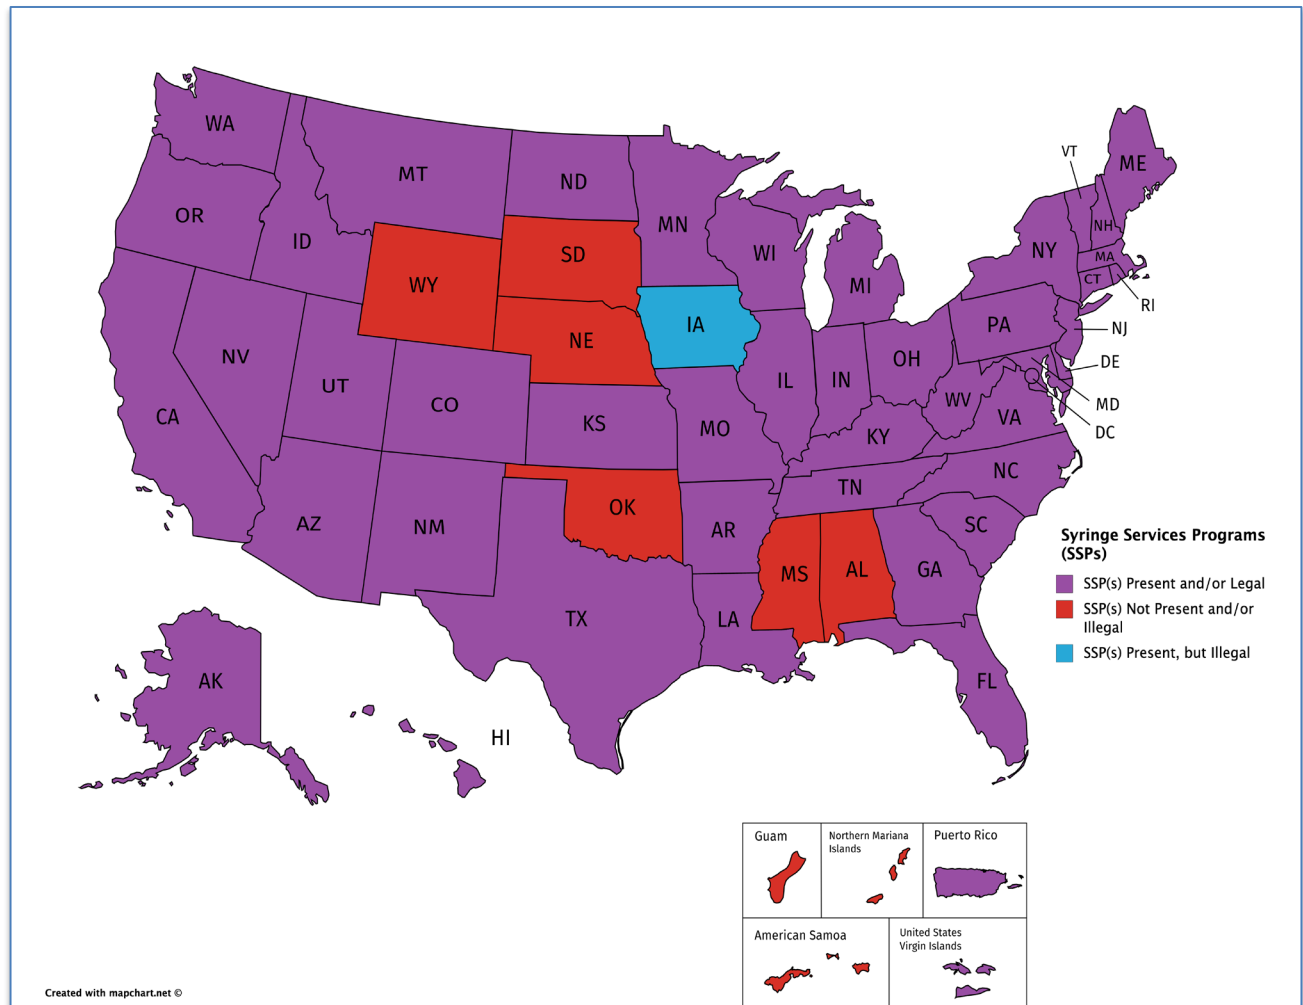 WA
MT
ND
MN
VT
ME
OR
ID
SD
WI
NY
NH
MA
WY
MI
CT
RI
NE
IA
PA
NJ
NV
UT
CO
IL
IN
OH
DE
CA
KS
MO
KY
WV
VA
MD
DC
AZ
NM
OK
AR
TN
NC
SC
MS
AL
GA
TX
LA
FL
AK
HI
Syringe Services Programs
(SSPs)
SSP(s) Present and/or Legal
SSP(s) Not Present and/or
Illegal
SSP(s) Present, but Illegal
Guam
Northern Mariana
Islands
Puerto Rico
American Samoa
United States
Virgin Islands
Created with mapchart.net ©